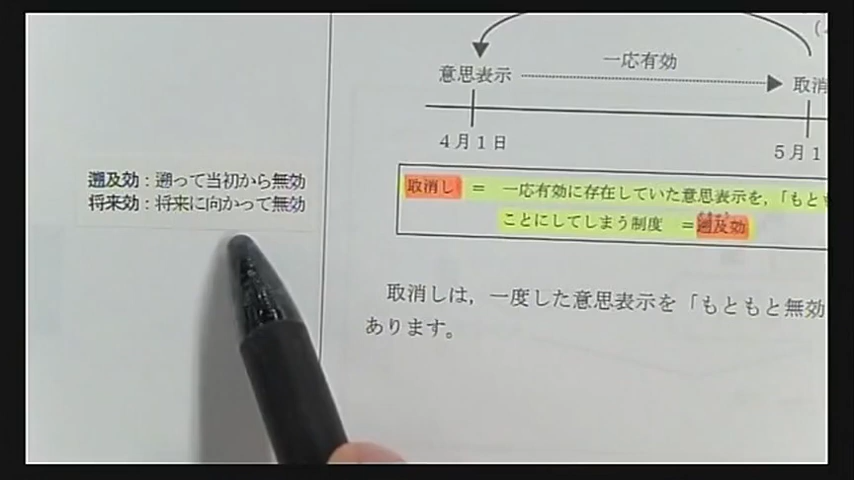 一応有効
意思表示
取消
4月1日
5月1
遡及効：遡って当初から無効
将来効：将来に向かって無効
取消し ＝ 一応有効に存在していた意思表示を，「もとも
ことにしてしまう制度 ＝遡及効
取消しは，一度した意思表示を「もともと無効
あります。